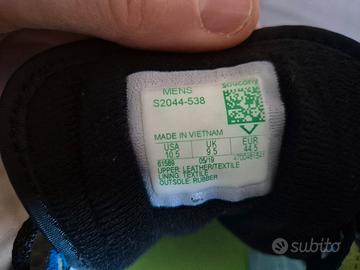 MENS
S2044-538
saucony
MADE IN VIETNAM
USA UK EUR
10.5 9.5 44.5
61589 05/19
UPPER: LEATHER/TEXTILE
LINING: TEXTILE
OUTSOLE: RUBBER
subito